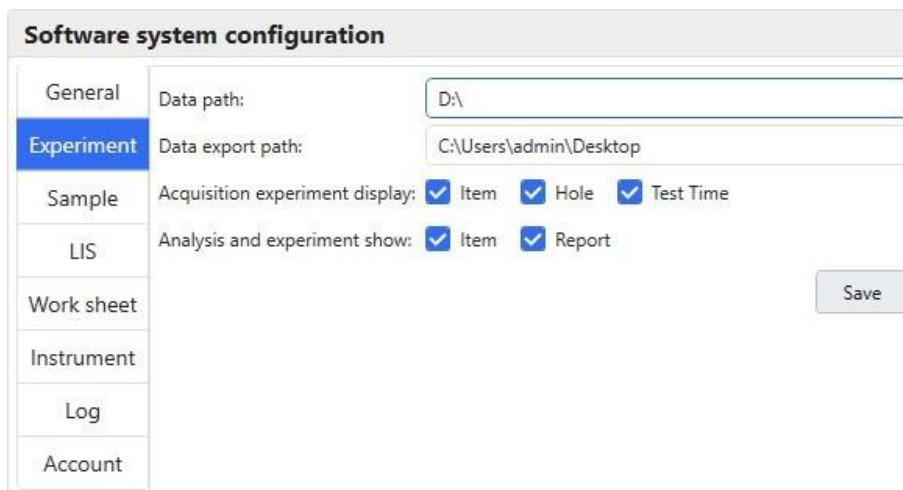 Software system configuration
General
Data path: D:\
Experiment
Data export path: C:\Users\admin\Desktop
Sample
Acquisition experiment display: Item Hole Test Time
LIS
Analysis and experiment show: Item Report
Work sheet
Save
Instrument
Log
Account